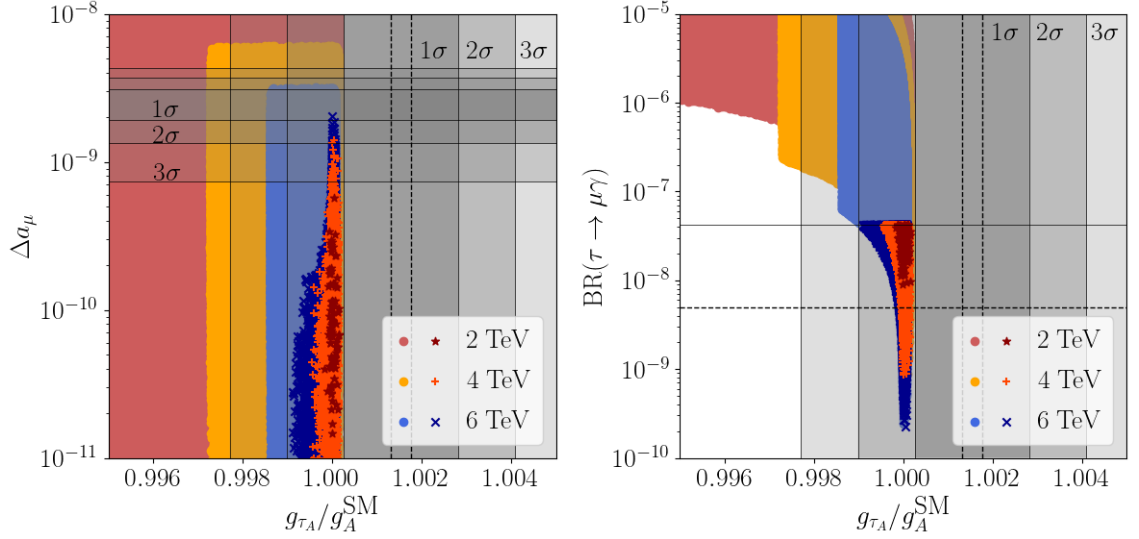 10⁻⁸
10⁻⁹
10⁻¹⁰
10⁻¹¹
Δa_μ
1σ 2σ 3σ
1σ
2σ
3σ
2 TeV
4 TeV
6 TeV
0.996 0.998 1.000 1.002 1.004
g_{τ_A}/g_A^{SM}
10⁻⁵
10⁻⁶
10⁻⁷
10⁻⁸
10⁻⁹
10⁻¹⁰
BR(τ → μγ)
1σ 2σ 3σ
2 TeV
4 TeV
6 TeV
0.996 0.998 1.000 1.002 1.004
g_{τ_A}/g_A^{SM}